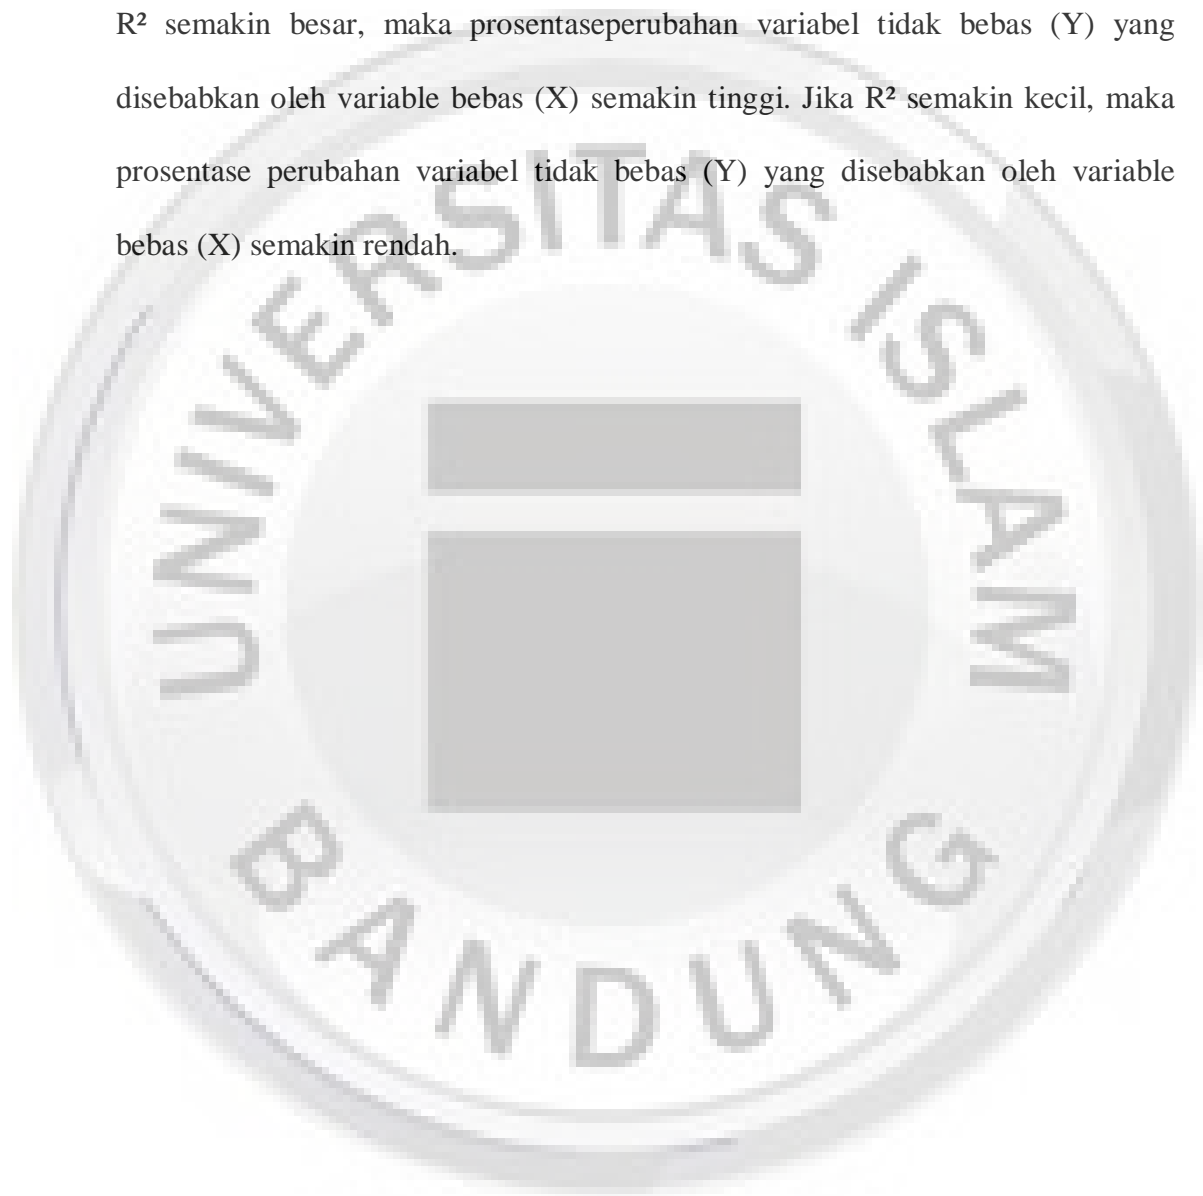 R² semakin besar, maka prosentaseperubahan variabel tidak bebas (Y) yang
disebabkan oleh variable bebas (X) semakin tinggi. Jika R² semakin kecil, maka
prosentase perubahan variabel tidak bebas (Y) yang disebabkan oleh variable
bebas (X) semakin rendah.
UNIVERSITAS ISLAM
BANDUNG